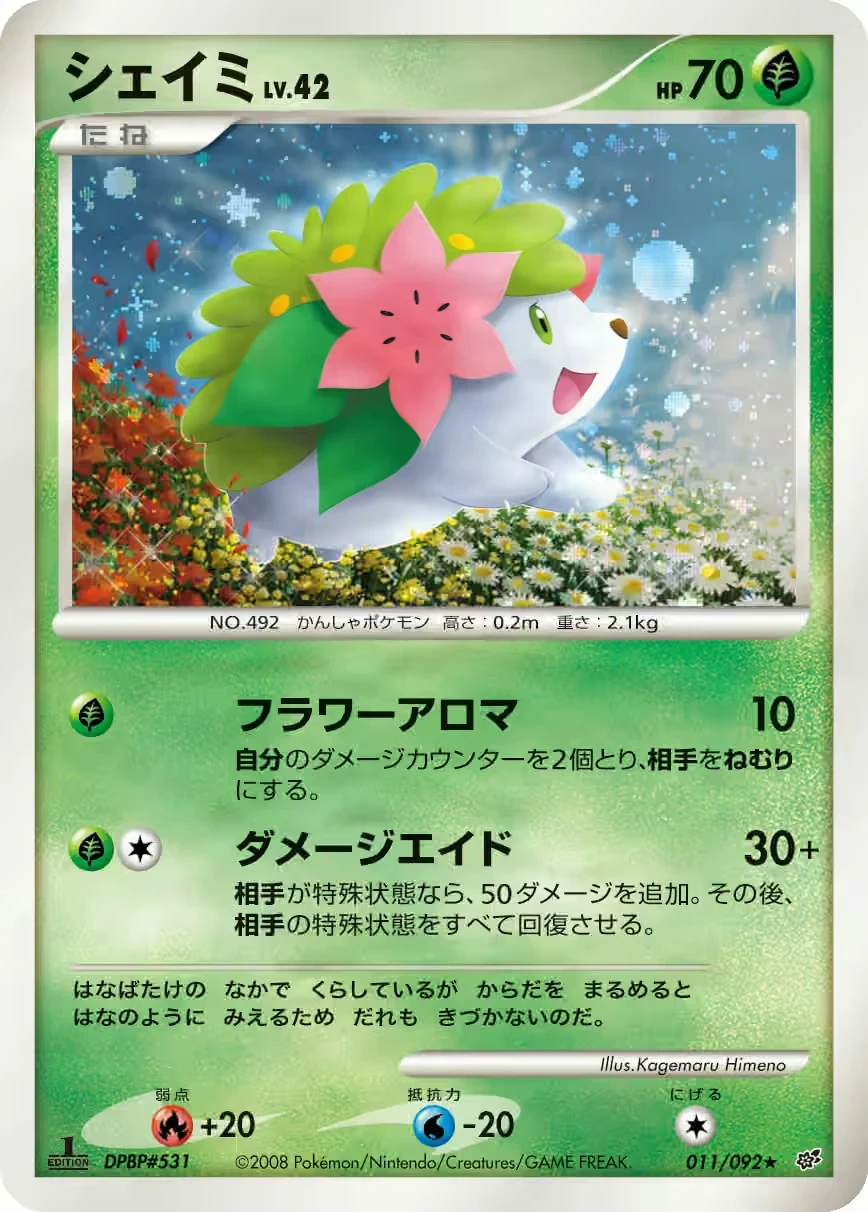 シェイミ LV.42 HP 70
たね
NO.492 かんしゃポケモン 高さ：0.2m 重さ：2.1kg
フラワーアロマ 10
自分のダメージカウンターを2個とり、相手をねむり
にする。
ダメージエイド 30+
相手が特殊状態なら、50ダメージを追加。その後、
相手の特殊状態をすべて回復させる。
はなばたけの なかで くらしているが からだを まるめると
はなのように みえるため だれも きづかないのだ。
Illus.Kagemaru Himeno
弱点 抵抗力 にげる
+20 -20
1 EDITION DPBP#531 ©2008 Pokémon/Nintendo/Creatures/GAME FREAK. 011/092★